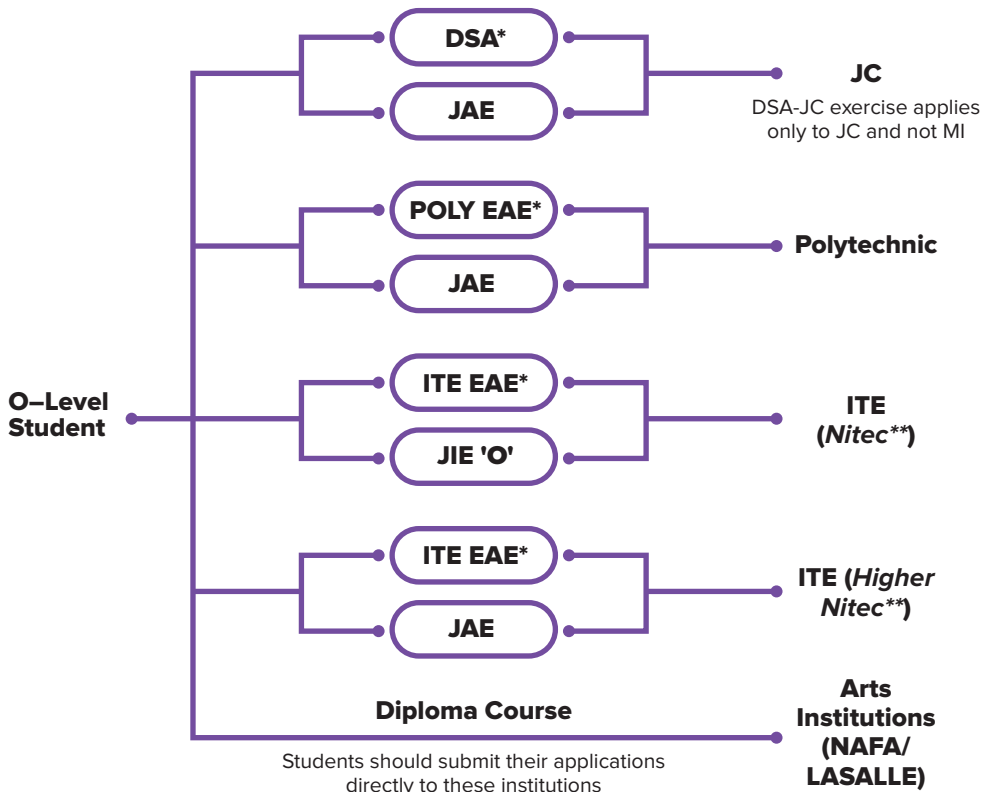 DSA*
JAE
JC
DSA-JC exercise applies
only to JC and not MI
POLY EAE*
JAE
Polytechnic
O–Level
Student
ITE EAE*
JIE 'O'
ITE
(Nitec**)
ITE EAE*
JAE
ITE (Higher
Nitec**)
Diploma Course
Students should submit their applications
directly to these institutions
Arts
Institutions
(NAFA/
LASALLE)